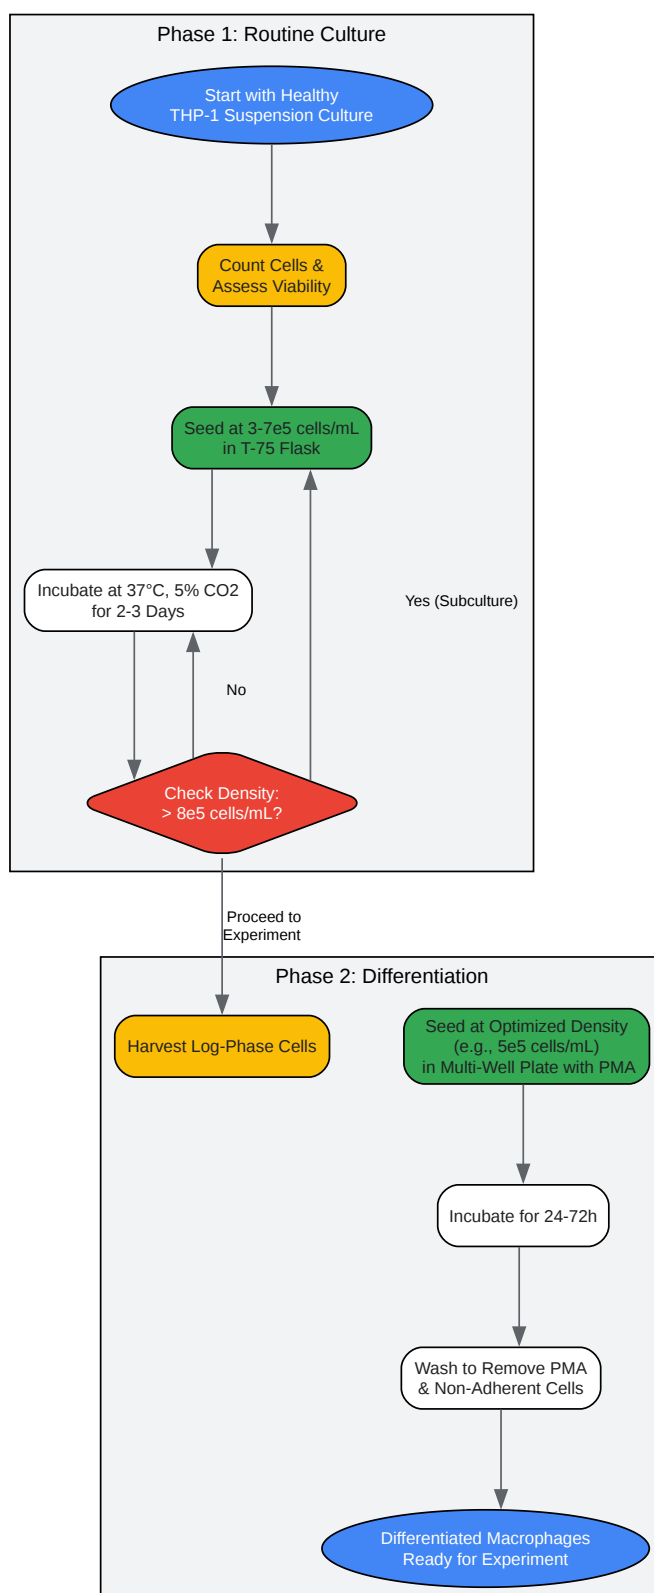 Phase 1: Routine Culture
Start with Healthy
THP-1 Suspension Culture
Count Cells &
Assess Viability
Seed at 3-7e5 cells/mL
in T-75 Flask
Incubate at 37°C, 5% CO2
for 2-3 Days
Yes (Subculture)
No
Check Density:
> 8e5 cells/mL?
Proceed to
Experiment
Phase 2: Differentiation
Harvest Log-Phase Cells
Seed at Optimized Density
(e.g., 5e5 cells/mL)
in Multi-Well Plate with PMA
Incubate for 24-72h
Wash to Remove PMA
& Non-Adherent Cells
Differentiated Macrophages
Ready for Experiment